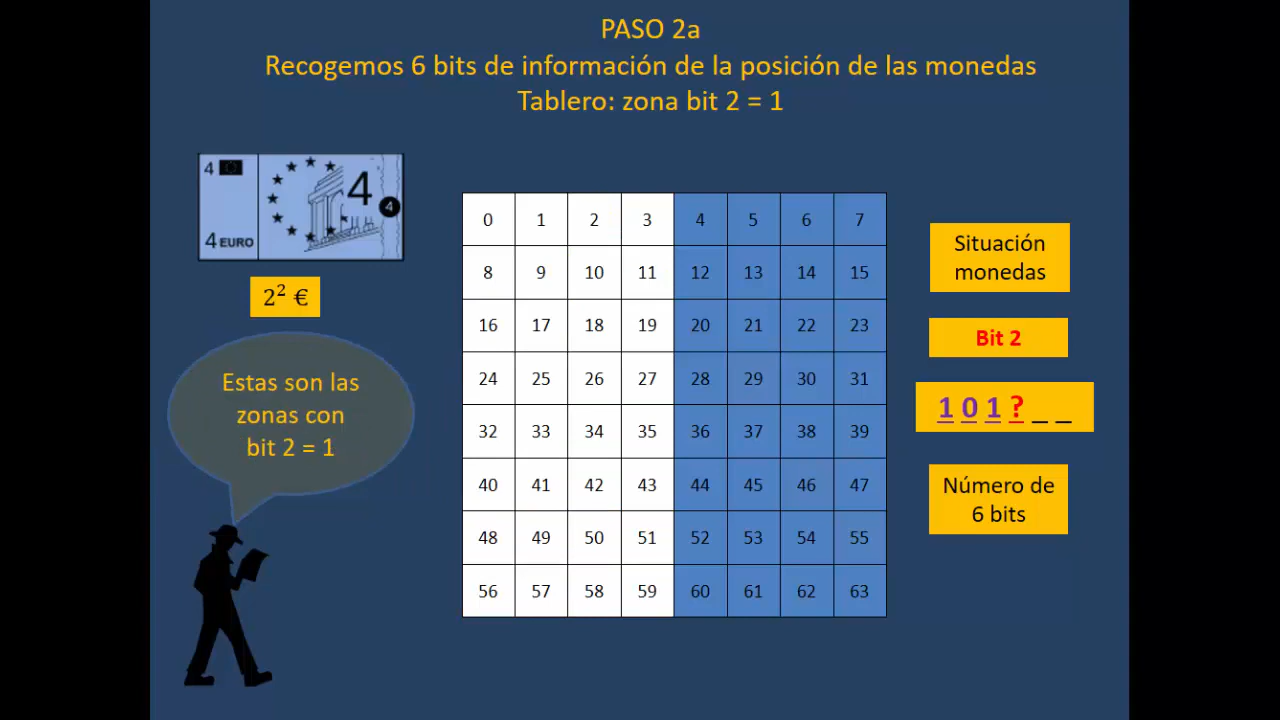 PASO 2a
Recogemos 6 bits de información de la posición de las monedas
Tablero: zona bit 2 = 1
4
4
4
4 EURO
2² €
Estas son las
zonas con
bit 2 = 1
0 1 2 3 4 5 6 7
8 9 10 11 12 13 14 15
16 17 18 19 20 21 22 23
24 25 26 27 28 29 30 31
32 33 34 35 36 37 38 39
40 41 42 43 44 45 46 47
48 49 50 51 52 53 54 55
56 57 58 59 60 61 62 63
Situación
monedas
Bit 2
1 0 1 ? _ _
Número de
6 bits